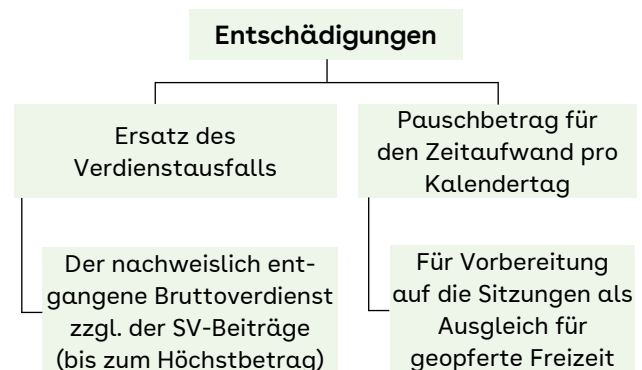 Entschädigungen
Ersatz des
Verdienstausfalls
Pauschbetrag für
den Zeitaufwand pro
Kalendertag
Der nachweislich ent-
gangene Bruttoverdienst
zzgl. der SV-Beiträge
(bis zum Höchstbetrag)
Für Vorbereitung
auf die Sitzungen als
Ausgleich für
geopferte Freizeit